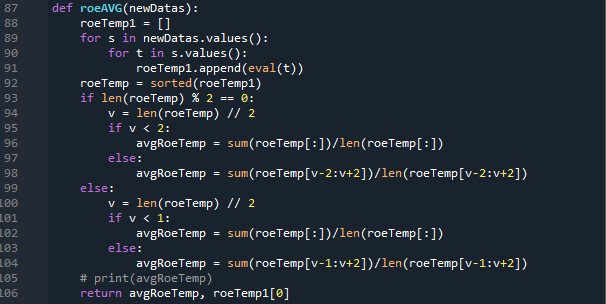 87 def roeAVG(newDatas):
88     roeTemp1 = []
89     for s in newDatas.values():
90         for t in s.values():
91             roeTemp1.append(eval(t))
92     roeTemp = sorted(roeTemp1)
93     if len(roeTemp) % 2 == 0:
94         v = len(roeTemp) // 2
95         if v < 2:
96             avgRoeTemp = sum(roeTemp[:])/len(roeTemp[:])
97         else:
98             avgRoeTemp = sum(roeTemp[v-2:v+2])/len(roeTemp[v-2:v+2])
99     else:
100         v = len(roeTemp) // 2
101         if v < 1:
102             avgRoeTemp = sum(roeTemp[:])/len(roeTemp[:])
103         else:
104             avgRoeTemp = sum(roeTemp[v-1:v+2])/len(roeTemp[v-1:v+2])
105     # print(avgRoeTemp)
106     return avgRoeTemp, roeTemp1[0]